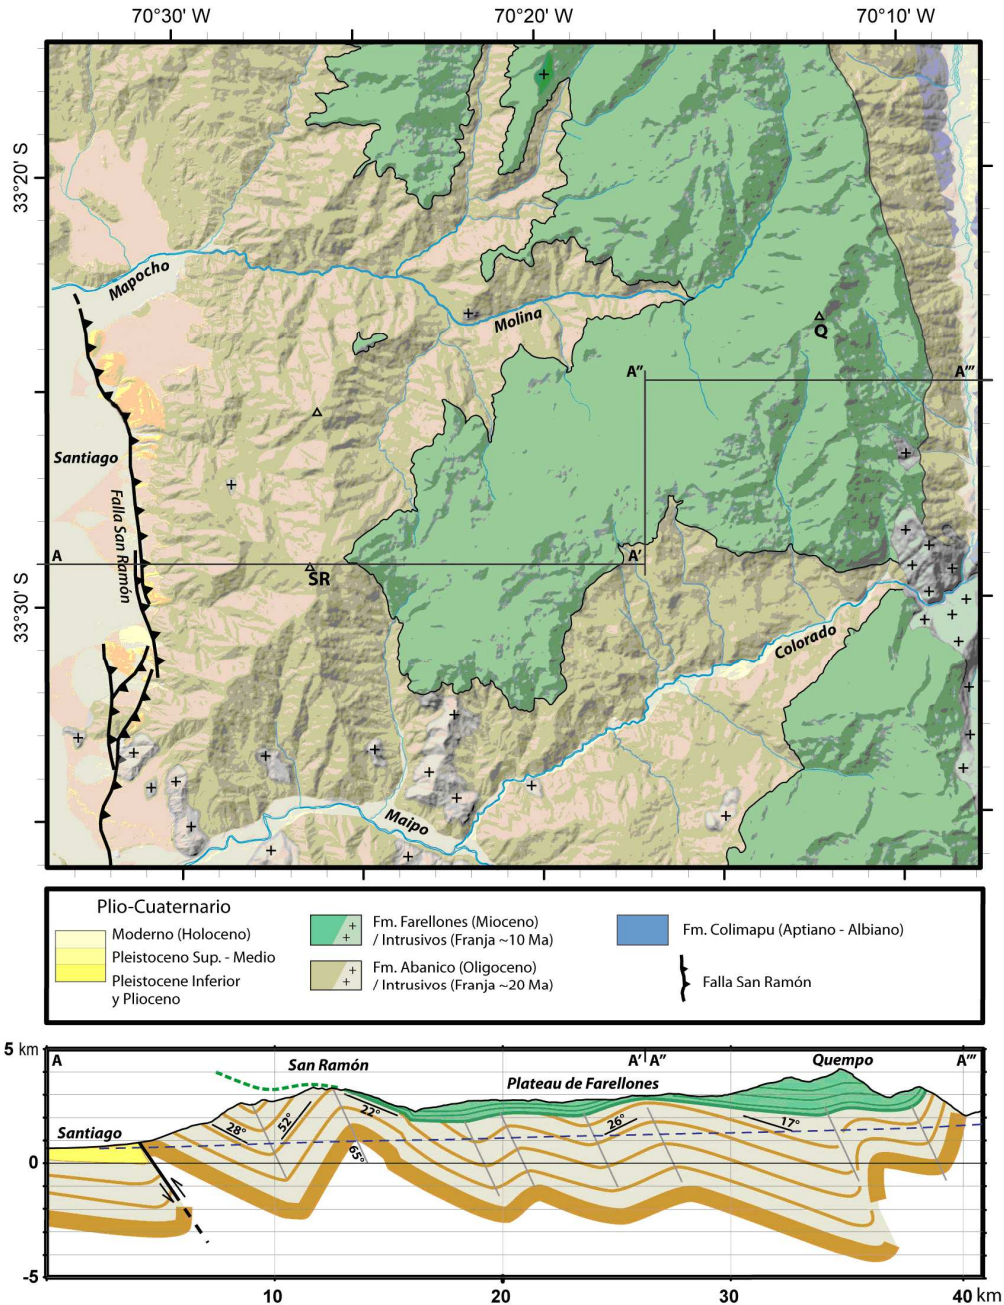 70°30' W
70°20' W
70°10' W
33°20' S
33°30' S
Mapocho
Molina
Q
A''
A'''
Santiago
Falla San Ramón
A
SR
A'
Colorado
Maipo
Plio-Cuaternario
Moderno (Holoceno)
Pleistoceno Sup. - Medio
Pleistocene Inferior
y Plioceno
Fm. Farellones (Mioceno)
/ Intrusivos (Franja ~10 Ma)
Fm. Abanico (Oligoceno)
/ Intrusivos (Franja ~20 Ma)
Fm. Colimapu (Aptiano - Albiano)
Falla San Ramón
5 km
A
San Ramón
A' A''
Quempo
A'''
Plateau de Farellones
Santiago
28°
52°
22°
65°
26°
17°
0
-5
10
20
30
40 km